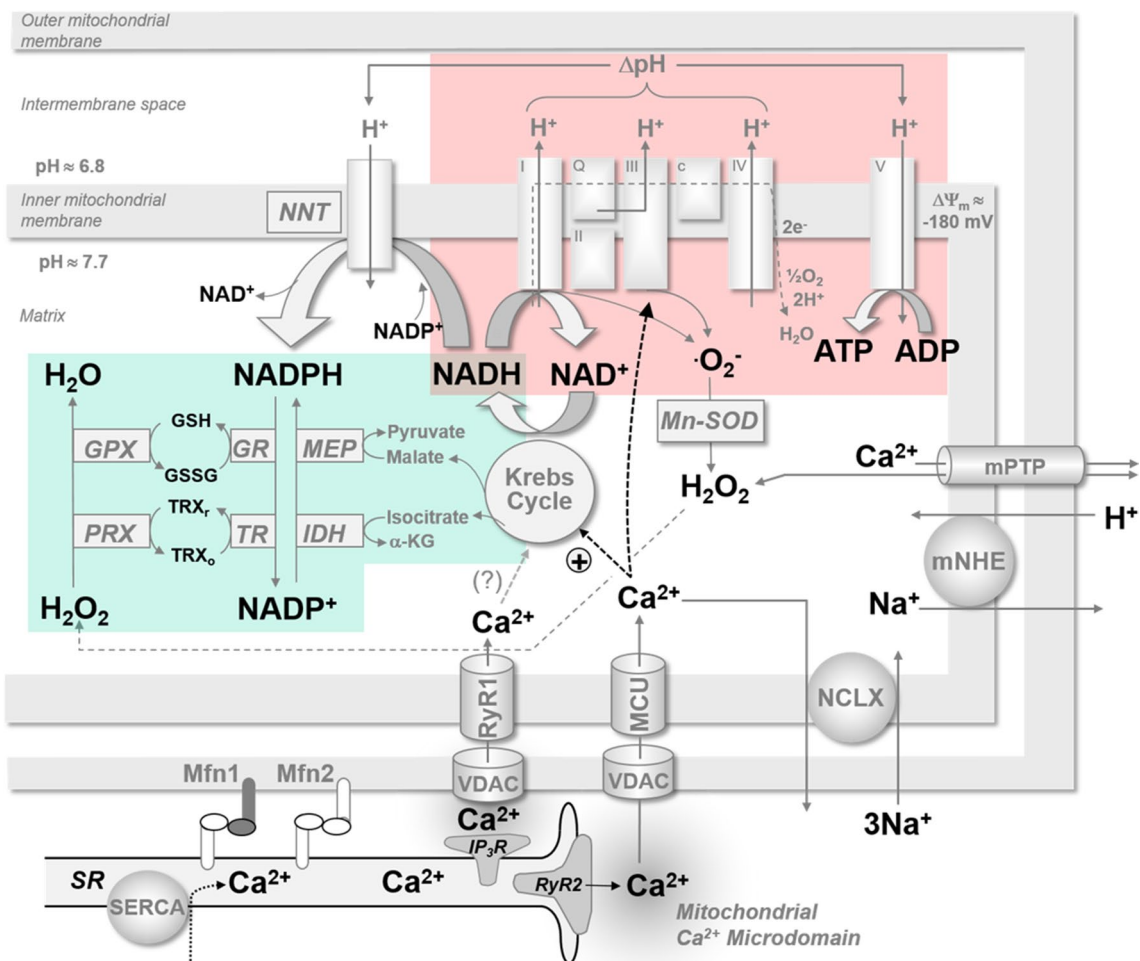 Outer mitochondrial
membrane
ΔpH
Intermembrane space
H⁺
H⁺
H⁺
H⁺
H⁺
pH ≈ 6.8
I
Q
III
c
IV
V
Inner mitochondrial
membrane
NNT
ΔΨₘ ≈
-180 mV
2e⁻
II
pH ≈ 7.7
½O₂
2H⁺
H₂O
NAD⁺
Matrix
NADP⁺
ATP
ADP
·O₂⁻
H₂O
NADPH
NADH
NAD⁺
GSH
Mn-SOD
GPX
GR
MEP
Pyruvate
Malate
GSSG
Krebs
Cycle
Ca²⁺
mPTP
H₂O₂
TRXᵣ
PRX
TR
IDH
Isocitrate
α-KG
TRXₒ
H⁺
mNHE
(?)
+
H₂O₂
NADP⁺
Ca²⁺
Ca²⁺
Na⁺
RyR1
MCU
NCLX
Mfn1
Mfn2
VDAC
VDAC
Ca²⁺
3Na⁺
IP₃R
SR
Ca²⁺
Ca²⁺
RyR2
Ca²⁺
SERCA
Mitochondrial
Ca²⁺ Microdomain